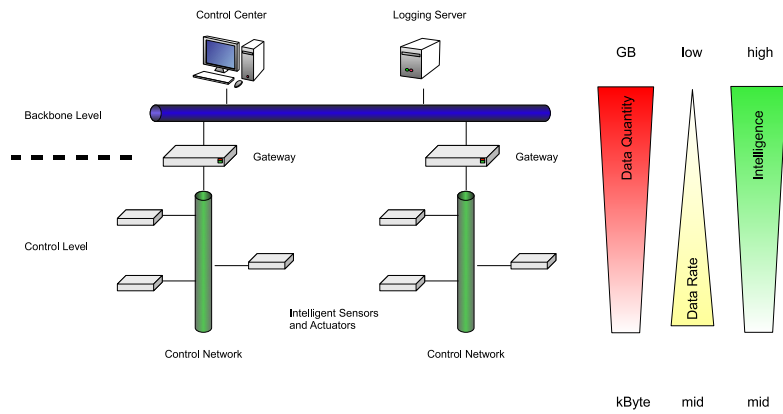 Control Center
Logging Server
GB
low
high
Backbone Level
Data Quantity
Intelligence
Gateway
Gateway
Control Level
Data Rate
Intelligent Sensors
and Actuators
Control Network
Control Network
kByte
mid
mid